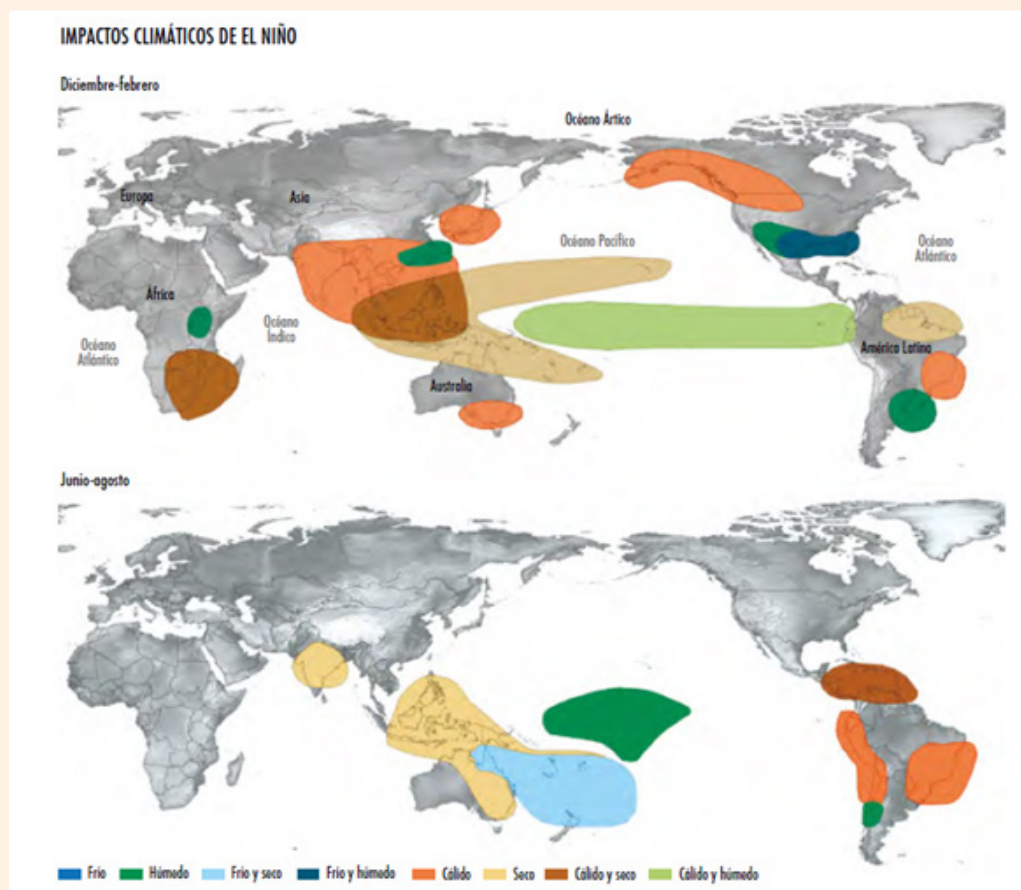 IMPACTOS CLIMÁTICOS DE EL NIÑO
Diciembre-febrero
Océano Ártico
Europa
Asia
Océano Pacífico
Océano
Atlántico
África
Océano
Índico
Océano
Atlántico
América Latina
Australia
Junio-agosto
Frío
Húmedo
Frío y seco
Frío y húmedo
Cálido
Seco
Cálido y seco
Cálido y húmedo